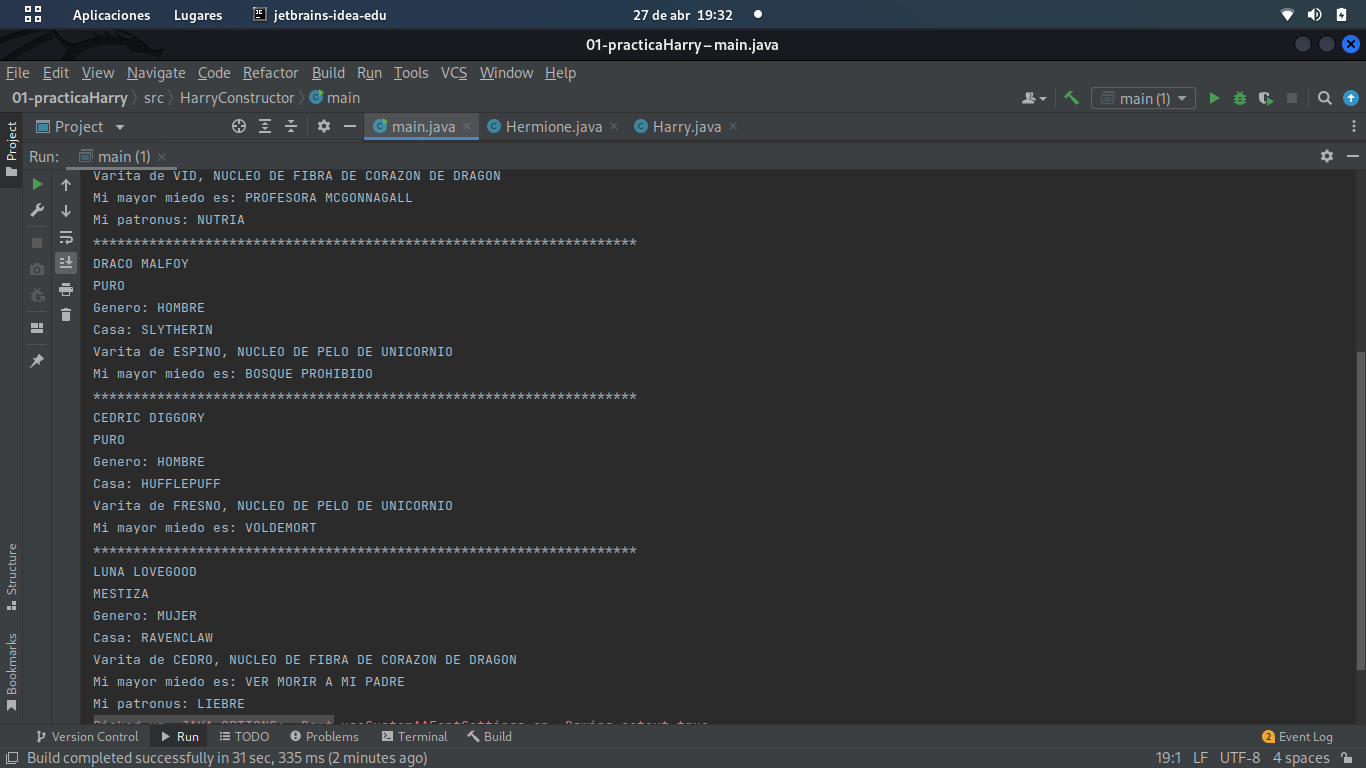 Aplicaciones Lugares jetbrains-idea-edu 27 de abr 19:32
01-practicaHarry – main.java
File Edit View Navigate Code Refactor Build Run Tools VCS Window Help
01-practicaHarry src HarryConstructor main main (1)
Project main.java Hermione.java Harry.java
Project
Run: main (1)
Varita de VID, NUCLEO DE FIBRA DE CORAZON DE DRAGON
Mi mayor miedo es: PROFESORA MCGONNAGALL
Mi patronus: NUTRIA
********************************************************************
DRACO MALFOY
PURO
Genero: HOMBRE
Casa: SLYTHERIN
Varita de ESPINO, NUCLEO DE PELO DE UNICORNIO
Mi mayor miedo es: BOSQUE PROHIBIDO
********************************************************************
CEDRIC DIGGORY
PURO
Genero: HOMBRE
Casa: HUFFLEPUFF
Varita de FRESNO, NUCLEO DE PELO DE UNICORNIO
Mi mayor miedo es: VOLDEMORT
********************************************************************
LUNA LOVEGOOD
MESTIZA
Genero: MUJER
Casa: RAVENCLAW
Varita de CEDRO, NUCLEO DE FIBRA DE CORAZON DE DRAGON
Mi mayor miedo es: VER MORIR A MI PADRE
Mi patronus: LIEBRE
Structure
Bookmarks
Version Control Run TODO Problems Terminal Build 2 Event Log
Build completed successfully in 31 sec, 335 ms (2 minutes ago) 19:1 LF UTF-8 4 spaces